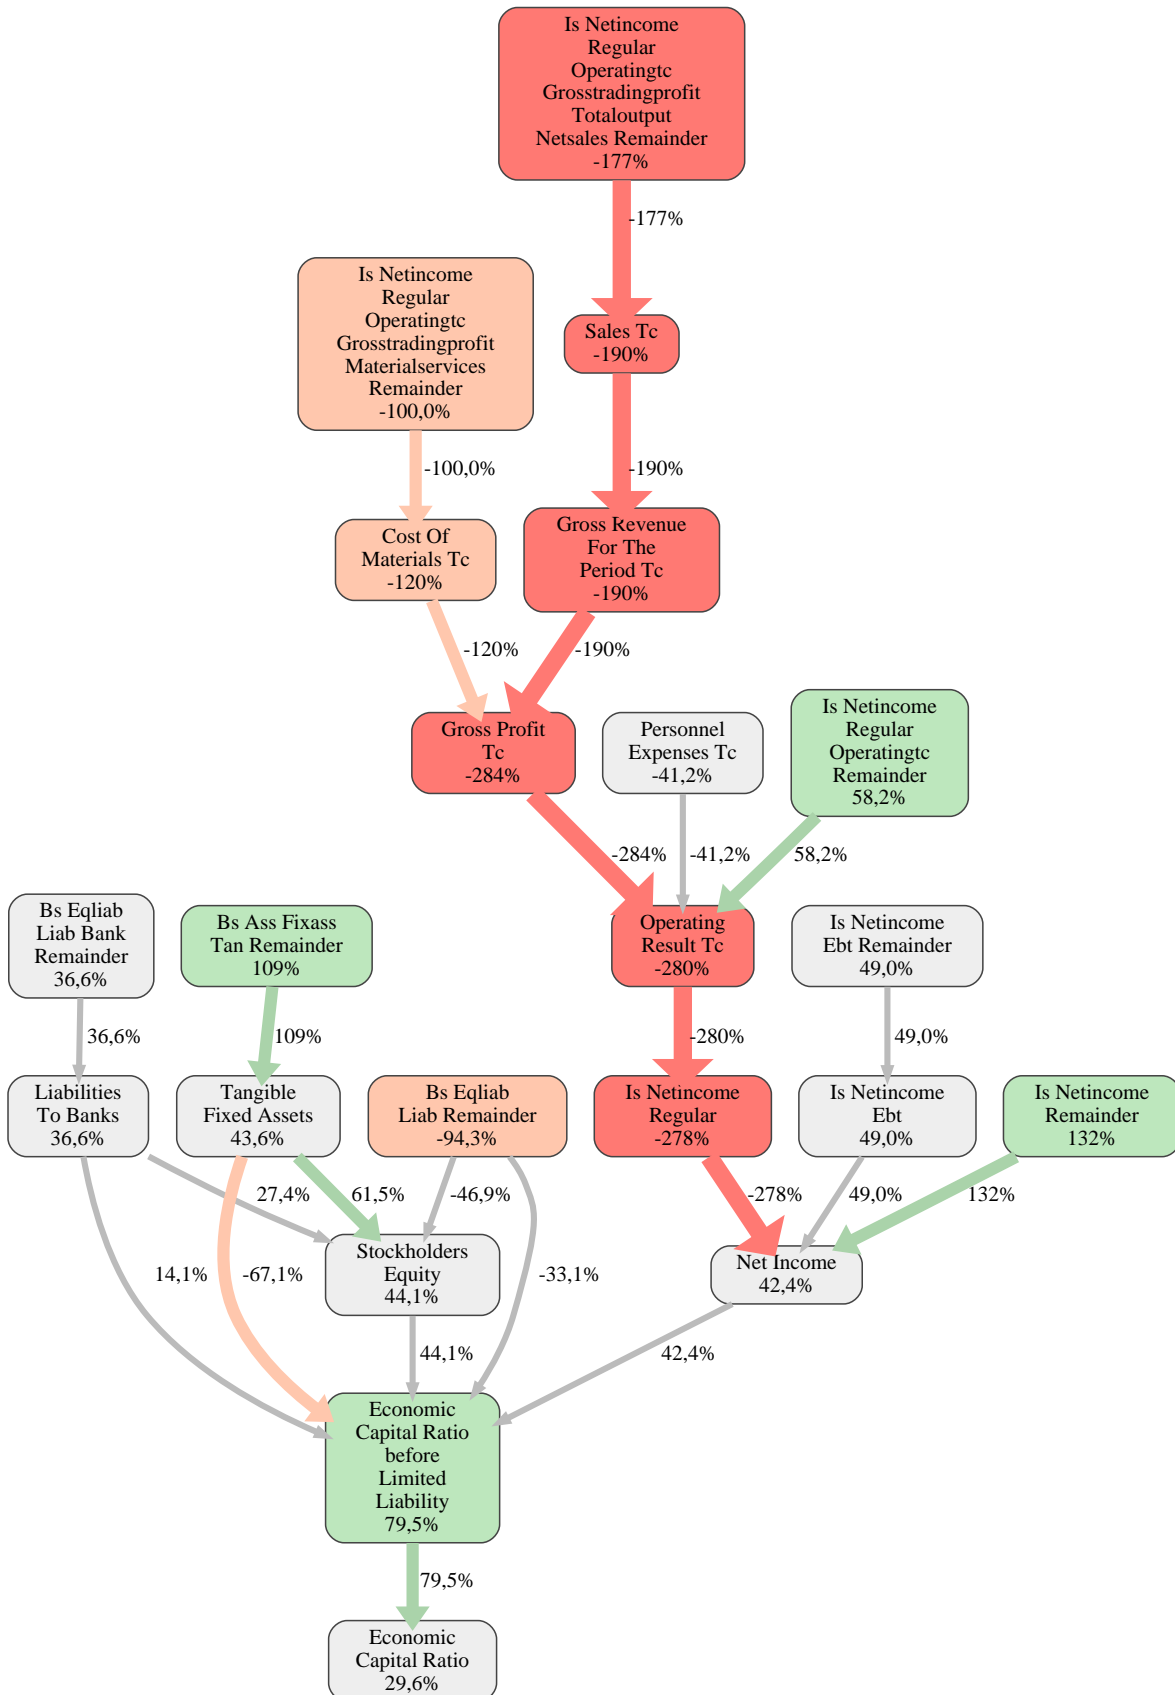 Is Netincome
Regular
Operatingtc
Grosstradingprofit
Totaloutput
Netsales Remainder
-177%
-177%
Is Netincome
Regular
Operatingtc
Grosstradingprofit
Materialservices
Remainder
-100,0%
Sales Tc
-190%
-100,0%
-190%
Cost Of
Materials Tc
-120%
Gross Revenue
For The
Period Tc
-190%
-120%
-190%
Gross Profit
Tc
-284%
Personnel
Expenses Tc
-41,2%
Is Netincome
Regular
Operatingtc
Remainder
58,2%
-284%
-41,2%
58,2%
Bs Eqliab
Liab Bank
Remainder
36,6%
Bs Ass Fixass
Tan Remainder
109%
Operating
Result Tc
-280%
Is Netincome
Ebt Remainder
49,0%
36,6%
109%
-280%
49,0%
Liabilities
To Banks
36,6%
Tangible
Fixed Assets
43,6%
Bs Eqliab
Liab Remainder
-94,3%
Is Netincome
Regular
-278%
Is Netincome
Ebt
49,0%
Is Netincome
Remainder
132%
27,4%
61,5%
-46,9%
-278%
49,0%
132%
Stockholders
Equity
44,1%
Net Income
42,4%
14,1%
-67,1%
-33,1%
44,1%
42,4%
Economic
Capital Ratio
before
Limited
Liability
79,5%
79,5%
Economic
Capital Ratio
29,6%